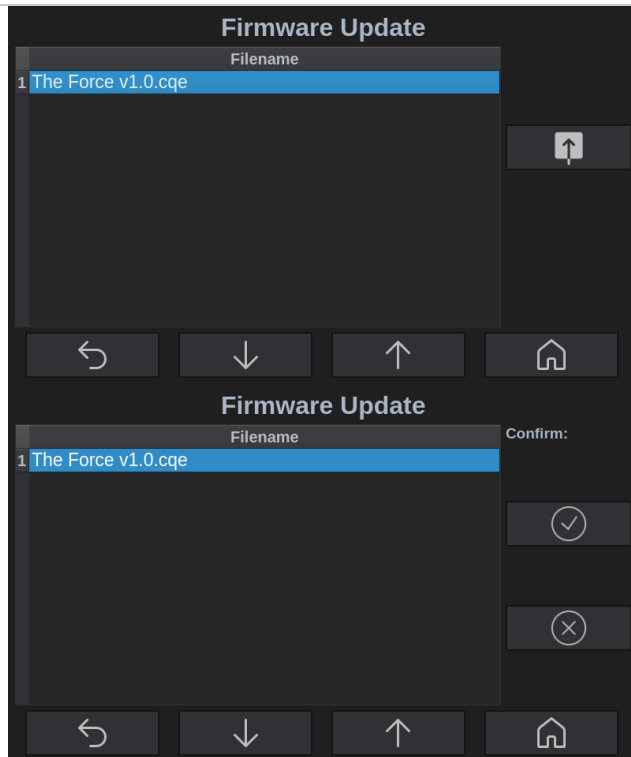 Firmware Update
Filename
1 The Force v1.0.cqe
Firmware Update
Filename
Confirm:
1 The Force v1.0.cqe